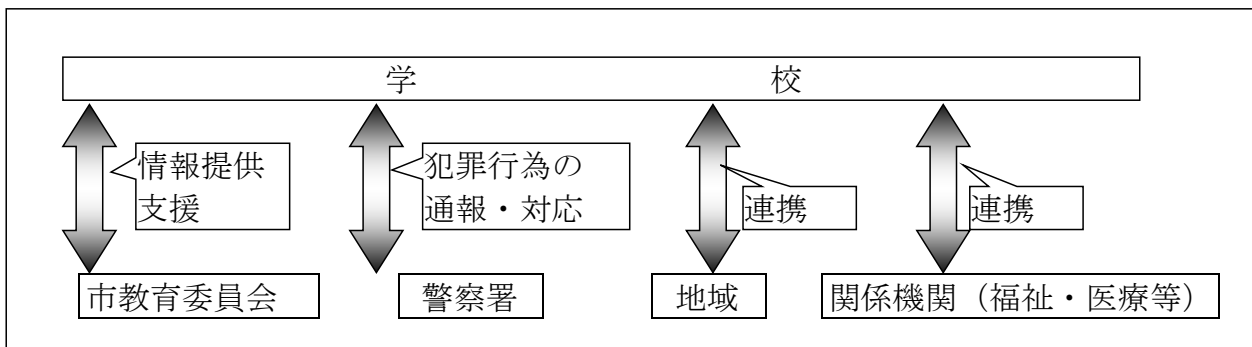 学校
情報提供
支援
犯罪行為の
通報・対応
連携
連携
市教育委員会
警察署
地域
関係機関（福祉・医療等）